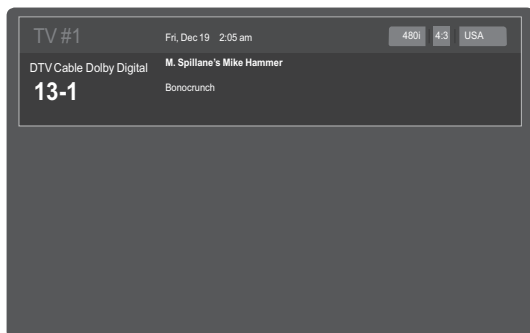 TV #1 Fri, Dec 19 2:05 am 480i 4:3 USA
DTV Cable Dolby Digital M. Spillane's Mike Hammer
13-1 Bonocrunch